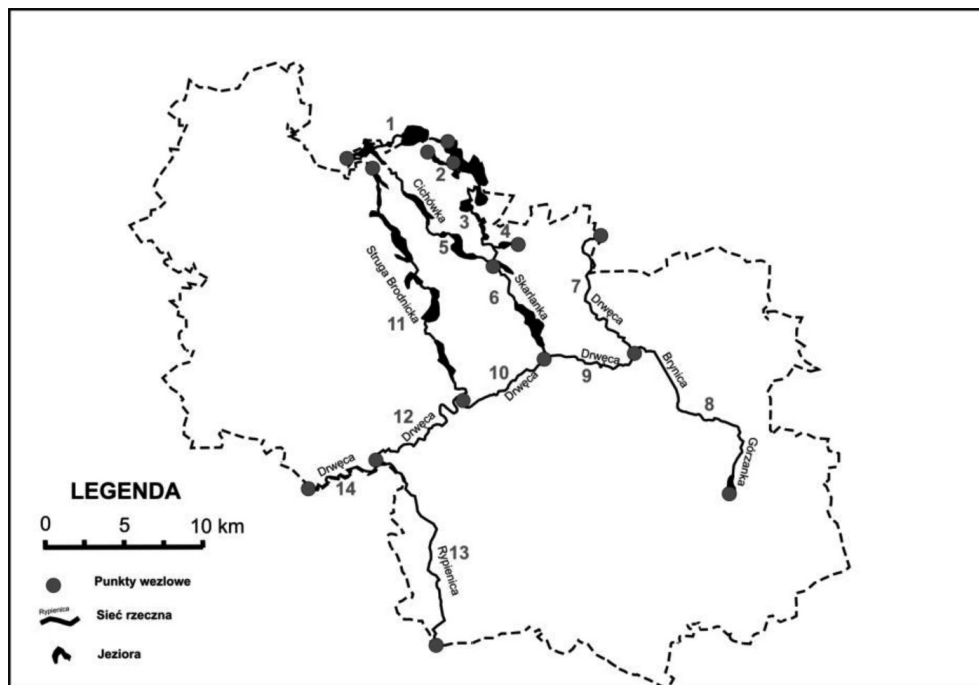 1
2
Cichówka
3
4
5
Struga Brodnicka
6
Skarlanka
7
Drwęca
11
10
Drwęca
Drwęca
9
Brynica
8
12
Drwęca
Górzanka
Drwęca
14
13
Rypienica
LEGENDA
0 5 10 km
Punkty wezlowe
Rypienica
Sieć rzeczna
Jeziora